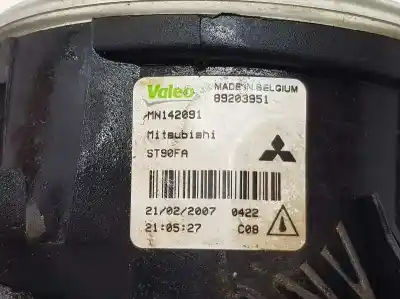 Valeo MADE IN BELGIUM
89203951
MN142091
Mitsubishi
ST90FA
21/02/2007 0422
21:05:27 C08